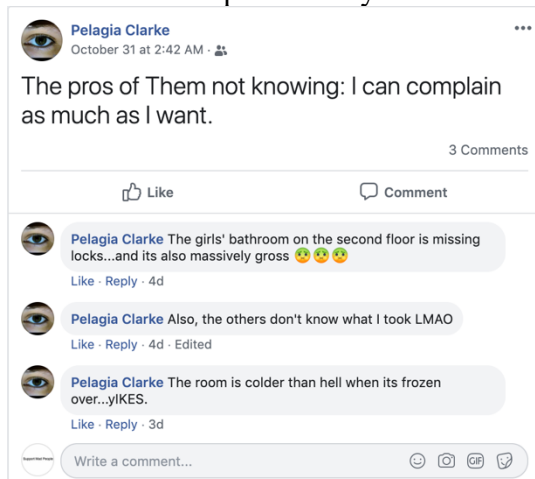 Pelagia Clarke
October 31 at 2:42 AM ·
The pros of Them not knowing: I can complain
as much as I want.
3 Comments
Like
Comment
Pelagia Clarke The girls' bathroom on the second floor is missing
locks...and its also massively gross 🤢🤢🤢
Like · Reply · 4d
Pelagia Clarke Also, the others don't know what I took LMAO
Like · Reply · 4d · Edited
Pelagia Clarke The room is colder than hell when its frozen
over...yIKES.
Like · Reply · 3d
Write a comment...
GIF